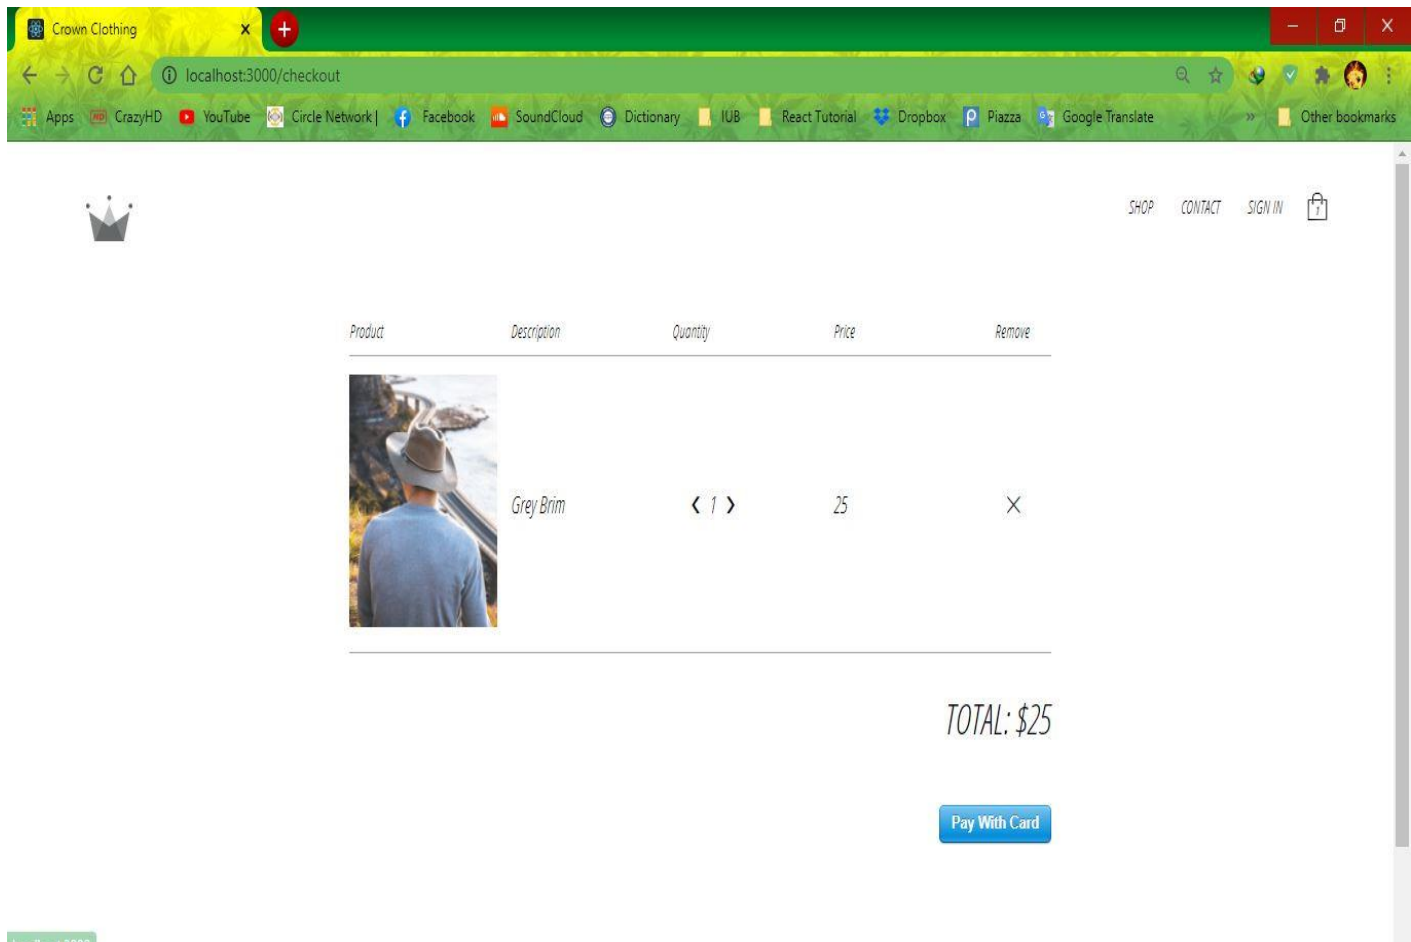 Crown Clothing
localhost:3000/checkout
Apps CrazyHD YouTube Circle Network | Facebook SoundCloud Dictionary IUB React Tutorial Dropbox Piazza Google Translate » Other bookmarks
SHOP CONTACT SIGN IN 1
Product Description Quantity Price Remove
Grey Brim ❮ 1 ❯ 25
TOTAL: $25
Pay With Card